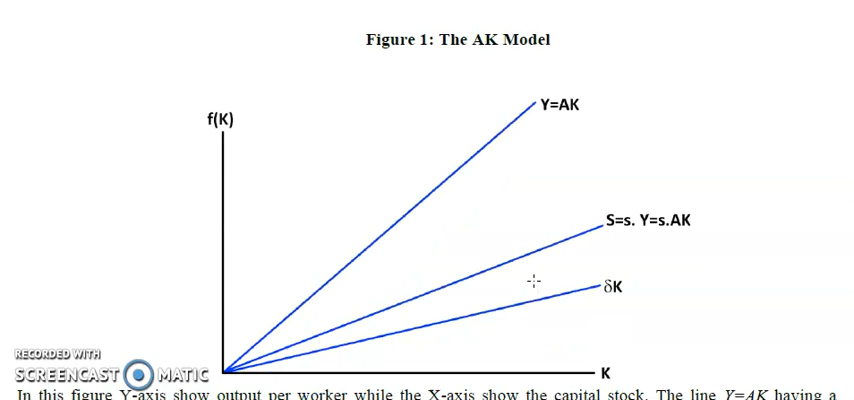 Figure 1: The AK Model
f(K)
Y=AK
S=s. Y=s.AK
δK
K
RECORDED WITH
SCREENCAST MATIC
In this figure Y-axis show output per worker while the X-axis show the capital stock. The line Y=AK having a